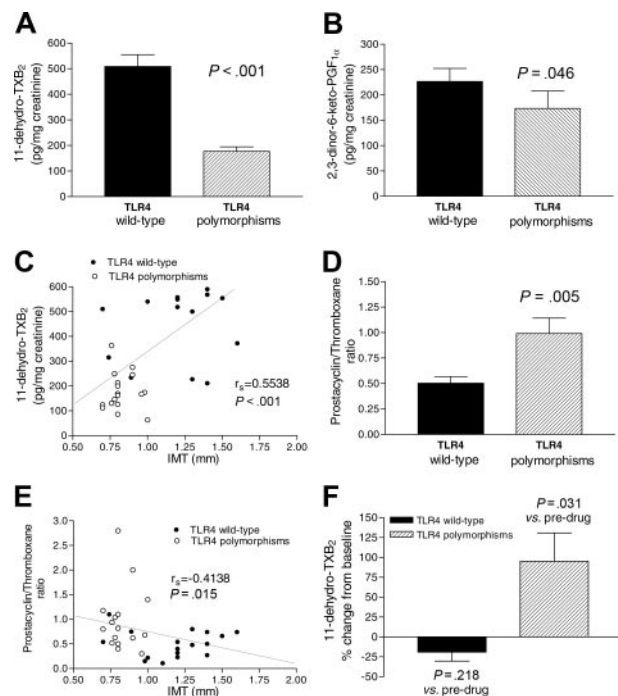 A
11-dehydro-TXB2
(pg/mg creatinine)
600
500
400
300
200
100
0
P < .001
TLR4
wild-type
TLR4
polymorphisms
B
2,3-dinor-6-keto-PGF1α
(pg/mg creatinine)
300
250
200
150
100
50
0
P = .046
TLR4
wild-type
TLR4
polymorphisms
C
TLR4 wild-type
TLR4 polymorphisms
11-dehydro-TXB2
(pg/mg creatinine)
600
500
400
300
200
100
0
rs=0.5538
P < .001
0.50 0.75 1.00 1.25 1.50 1.75 2.00
IMT (mm)
D
Prostacyclin/Thromboxane
ratio
1.50
1.25
1.00
0.75
0.50
0.25
0.00
P = .005
TLR4
wild-type
TLR4
polymorphisms
E
TLR4 wild-type
TLR4 polymorphisms
Prostacyclin/Thromboxane
ratio
3.0
2.5
2.0
1.5
1.0
0.5
0.0
rs=-0.4138
P = .015
0.50 0.75 1.00 1.25 1.50 1.75 2.00
IMT (mm)
F
TLR4 wild-type
TLR4 polymorphisms
11-dehydro-TXB2
% change from baseline
150
125
100
75
50
25
0
-25
-50
P = .031
vs. pre-drug
P = .218
vs. pre-drug